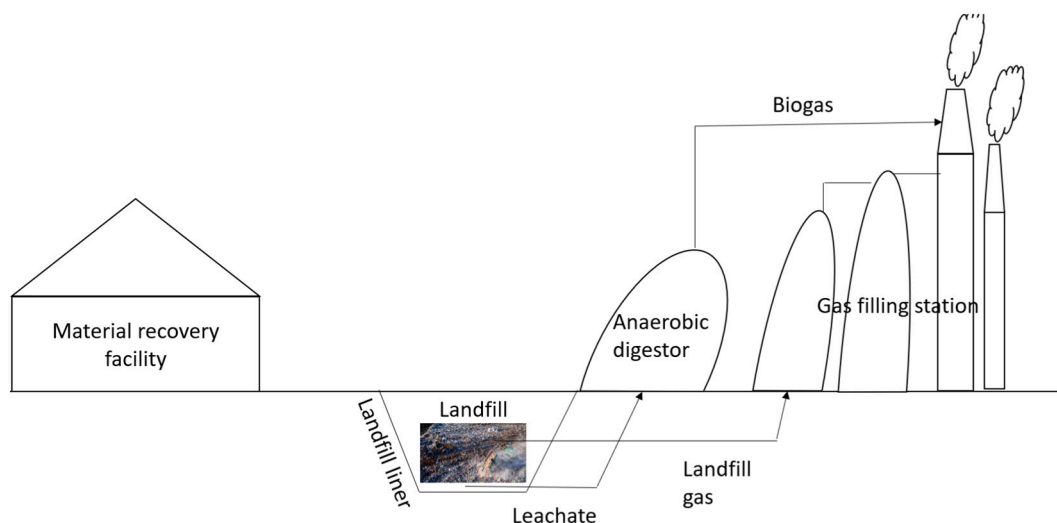 Biogas
Material recovery
facility
Anaerobic
digestor
Gas filling station
Landfill
Landfill liner
Landfill
gas
Leachate